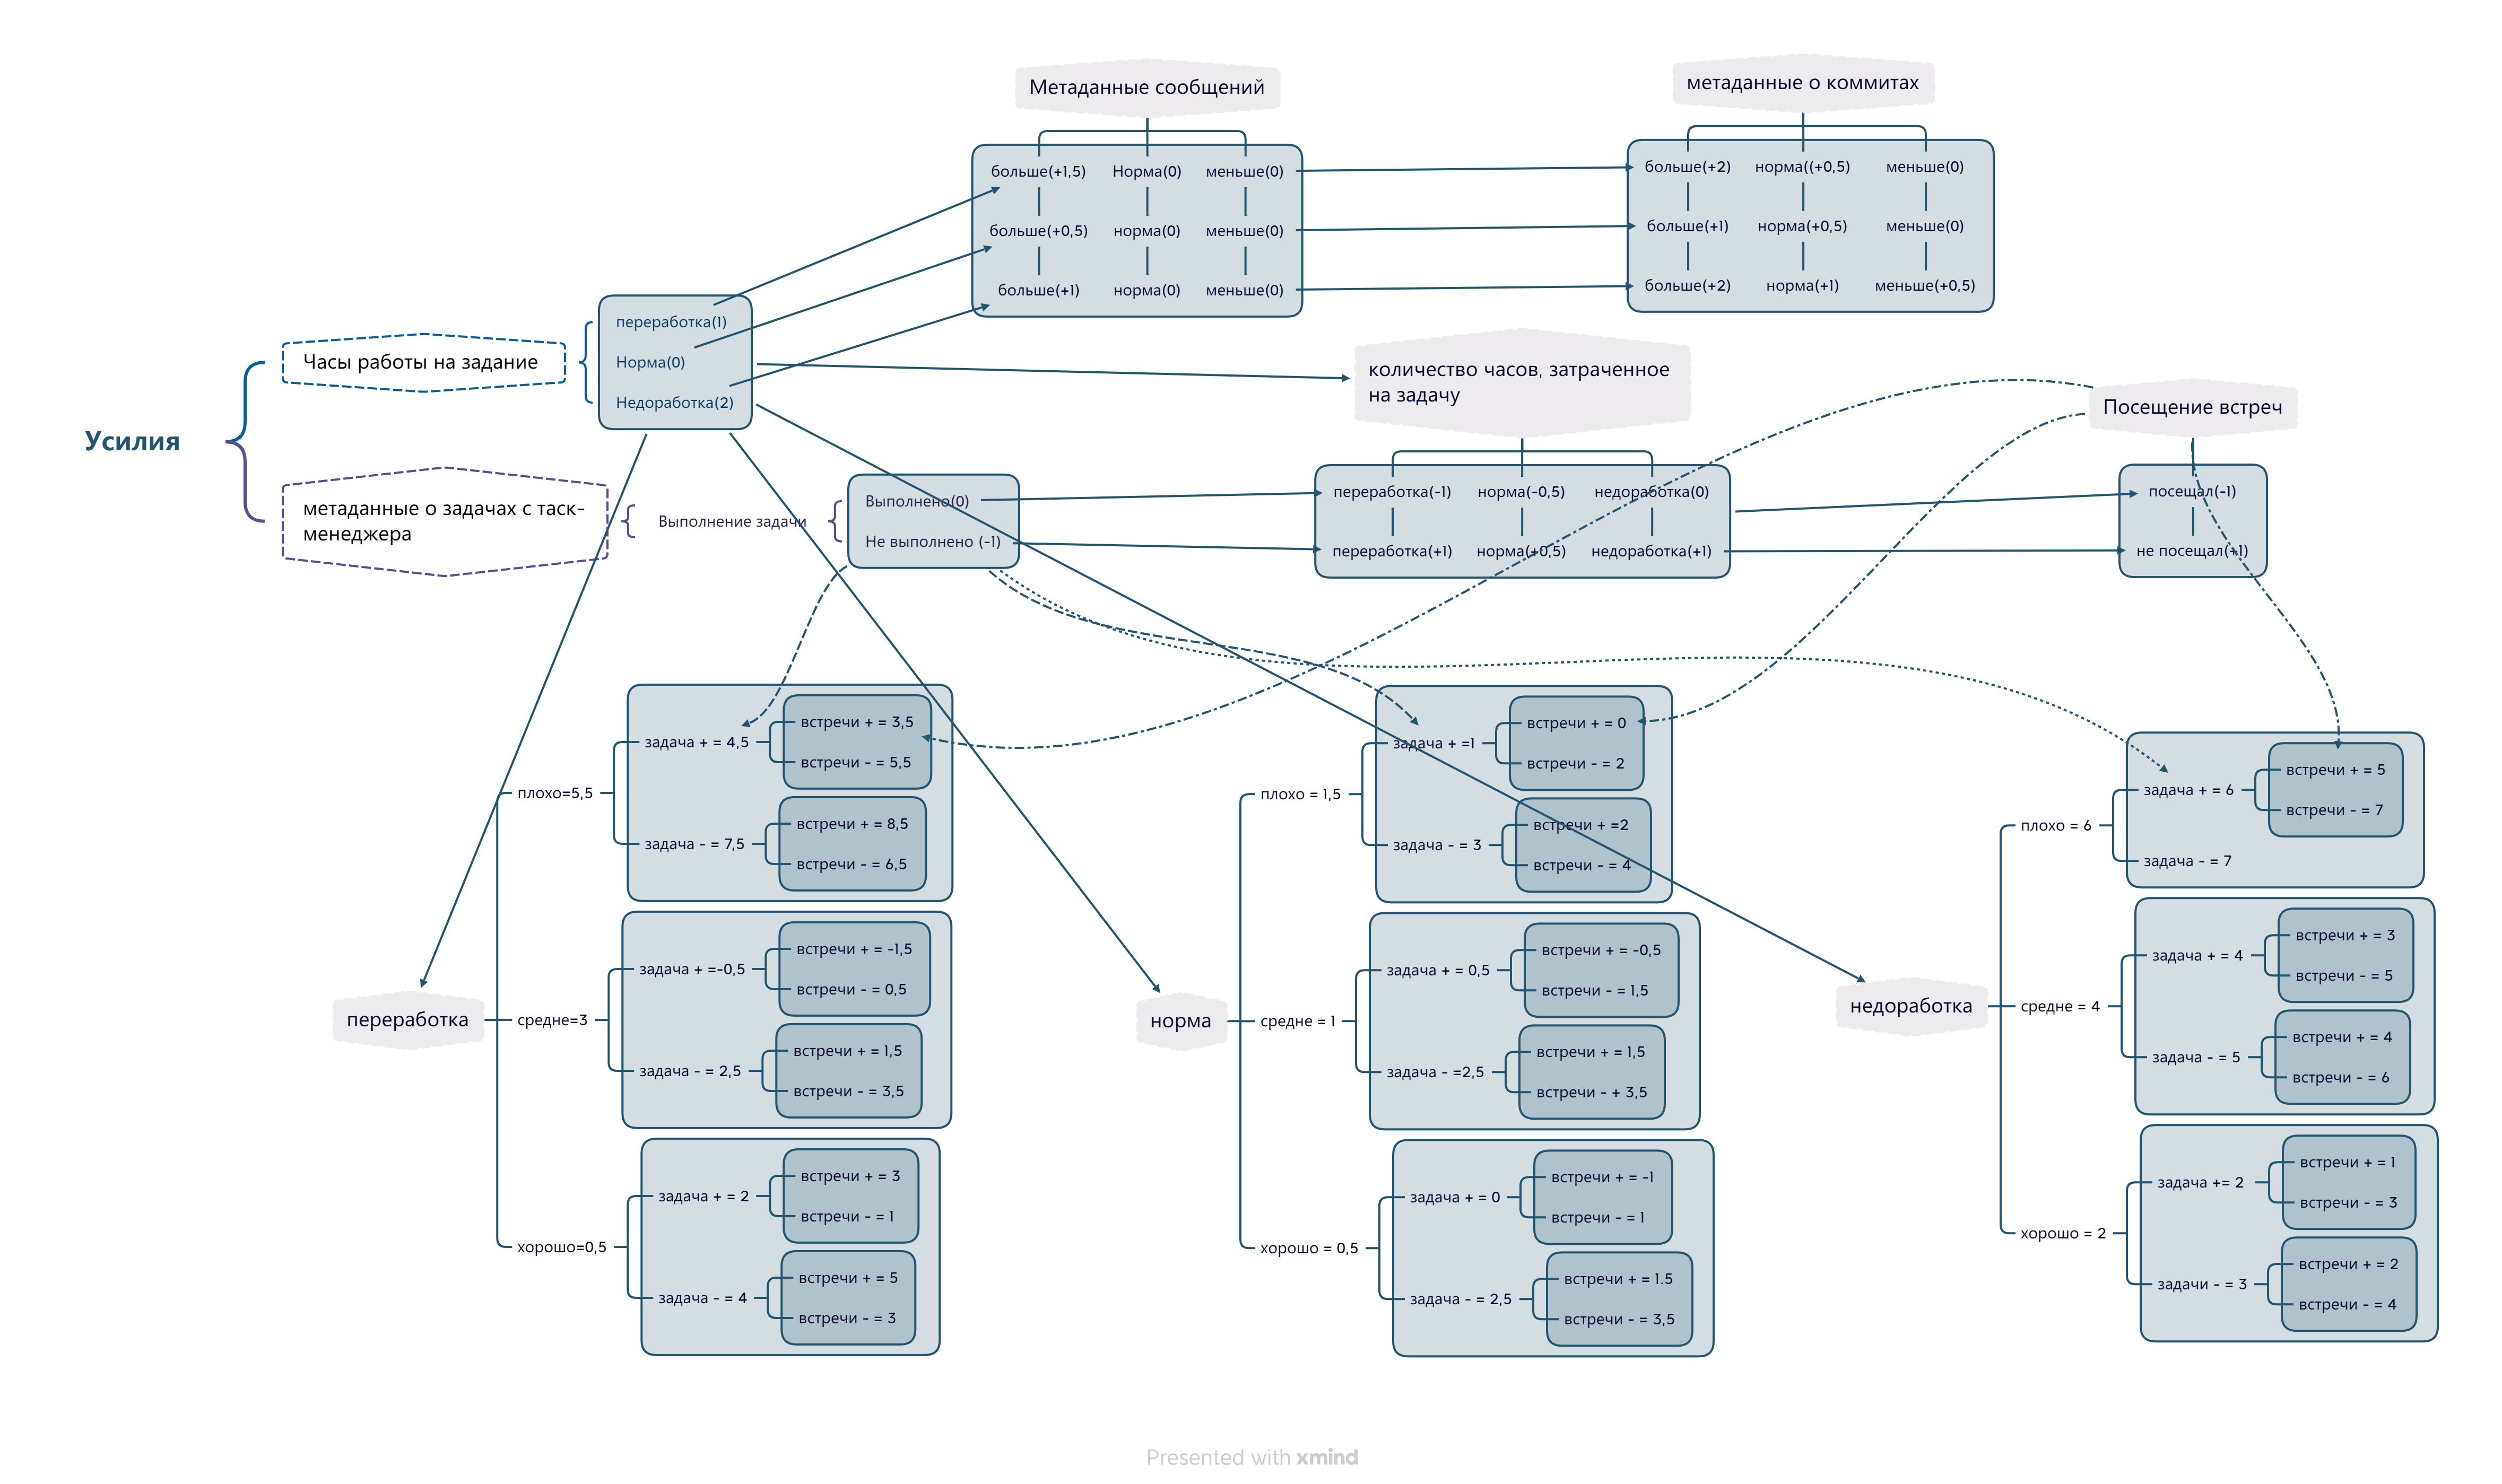 Метаданные сообщений
метаданные о коммитах
больше(+1,5) Норма(0) меньше(0)
больше(+0,5) норма(0) меньше(0)
больше(+1) норма(0) меньше(0)
больше(+2) норма((+0,5) меньше(0)
больше(+1) норма(+0,5) меньше(0)
больше(+2) норма(+1) меньше(+0,5)
Усилия
Часы работы на задание
переработка(1)
Норма(0)
Недоработка(2)
количество часов, затраченное
на задачу
Посещение встреч
метаданные о задачах с таск-
менеджера
Выполнение задачи
Выполнено(0)
Не выполнено (-1)
переработка(-1) норма(-0,5) недоработка(0)
переработка(+1) норма(+0,5) недоработка(+1)
посещал(-1)
не посещал(+1)
переработка
плохо=5,5
задача + = 4,5
встречи + = 3,5
встречи - = 5,5
задача - = 7,5
встречи + = 8,5
встречи - = 6,5
средне=3
задача + =-0,5
встречи + = -1,5
встречи - = 0,5
задача - = 2,5
встречи + = 1,5
встречи - = 3,5
хорошо=0,5
задача + = 2
встречи + = 3
встречи - = 1
задача - = 4
встречи + = 5
встречи - = 3
норма
плохо = 1,5
задача + =1
встречи + = 0
встречи - = 2
задача - = 3
встречи + =2
встречи - = 4
средне = 1
задача + = 0,5
встречи + = -0,5
встречи - = 1,5
задача - =2,5
встречи + = 1,5
встречи - + 3,5
хорошо = 0,5
задача + = 0
встречи + = -1
встречи - = 1
задача - = 2,5
встречи + = 1.5
встречи - = 3,5
недоработка
плохо = 6
задача + = 6
встречи + = 5
встречи - = 7
задача - = 7
средне = 4
задача + = 4
встречи + = 3
встречи - = 5
задача - = 5
встречи + = 4
встречи - = 6
хорошо = 2
задача += 2
встречи + = 1
встречи - = 3
задачи - = 3
встречи + = 2
встречи - = 4
Presented with xmind